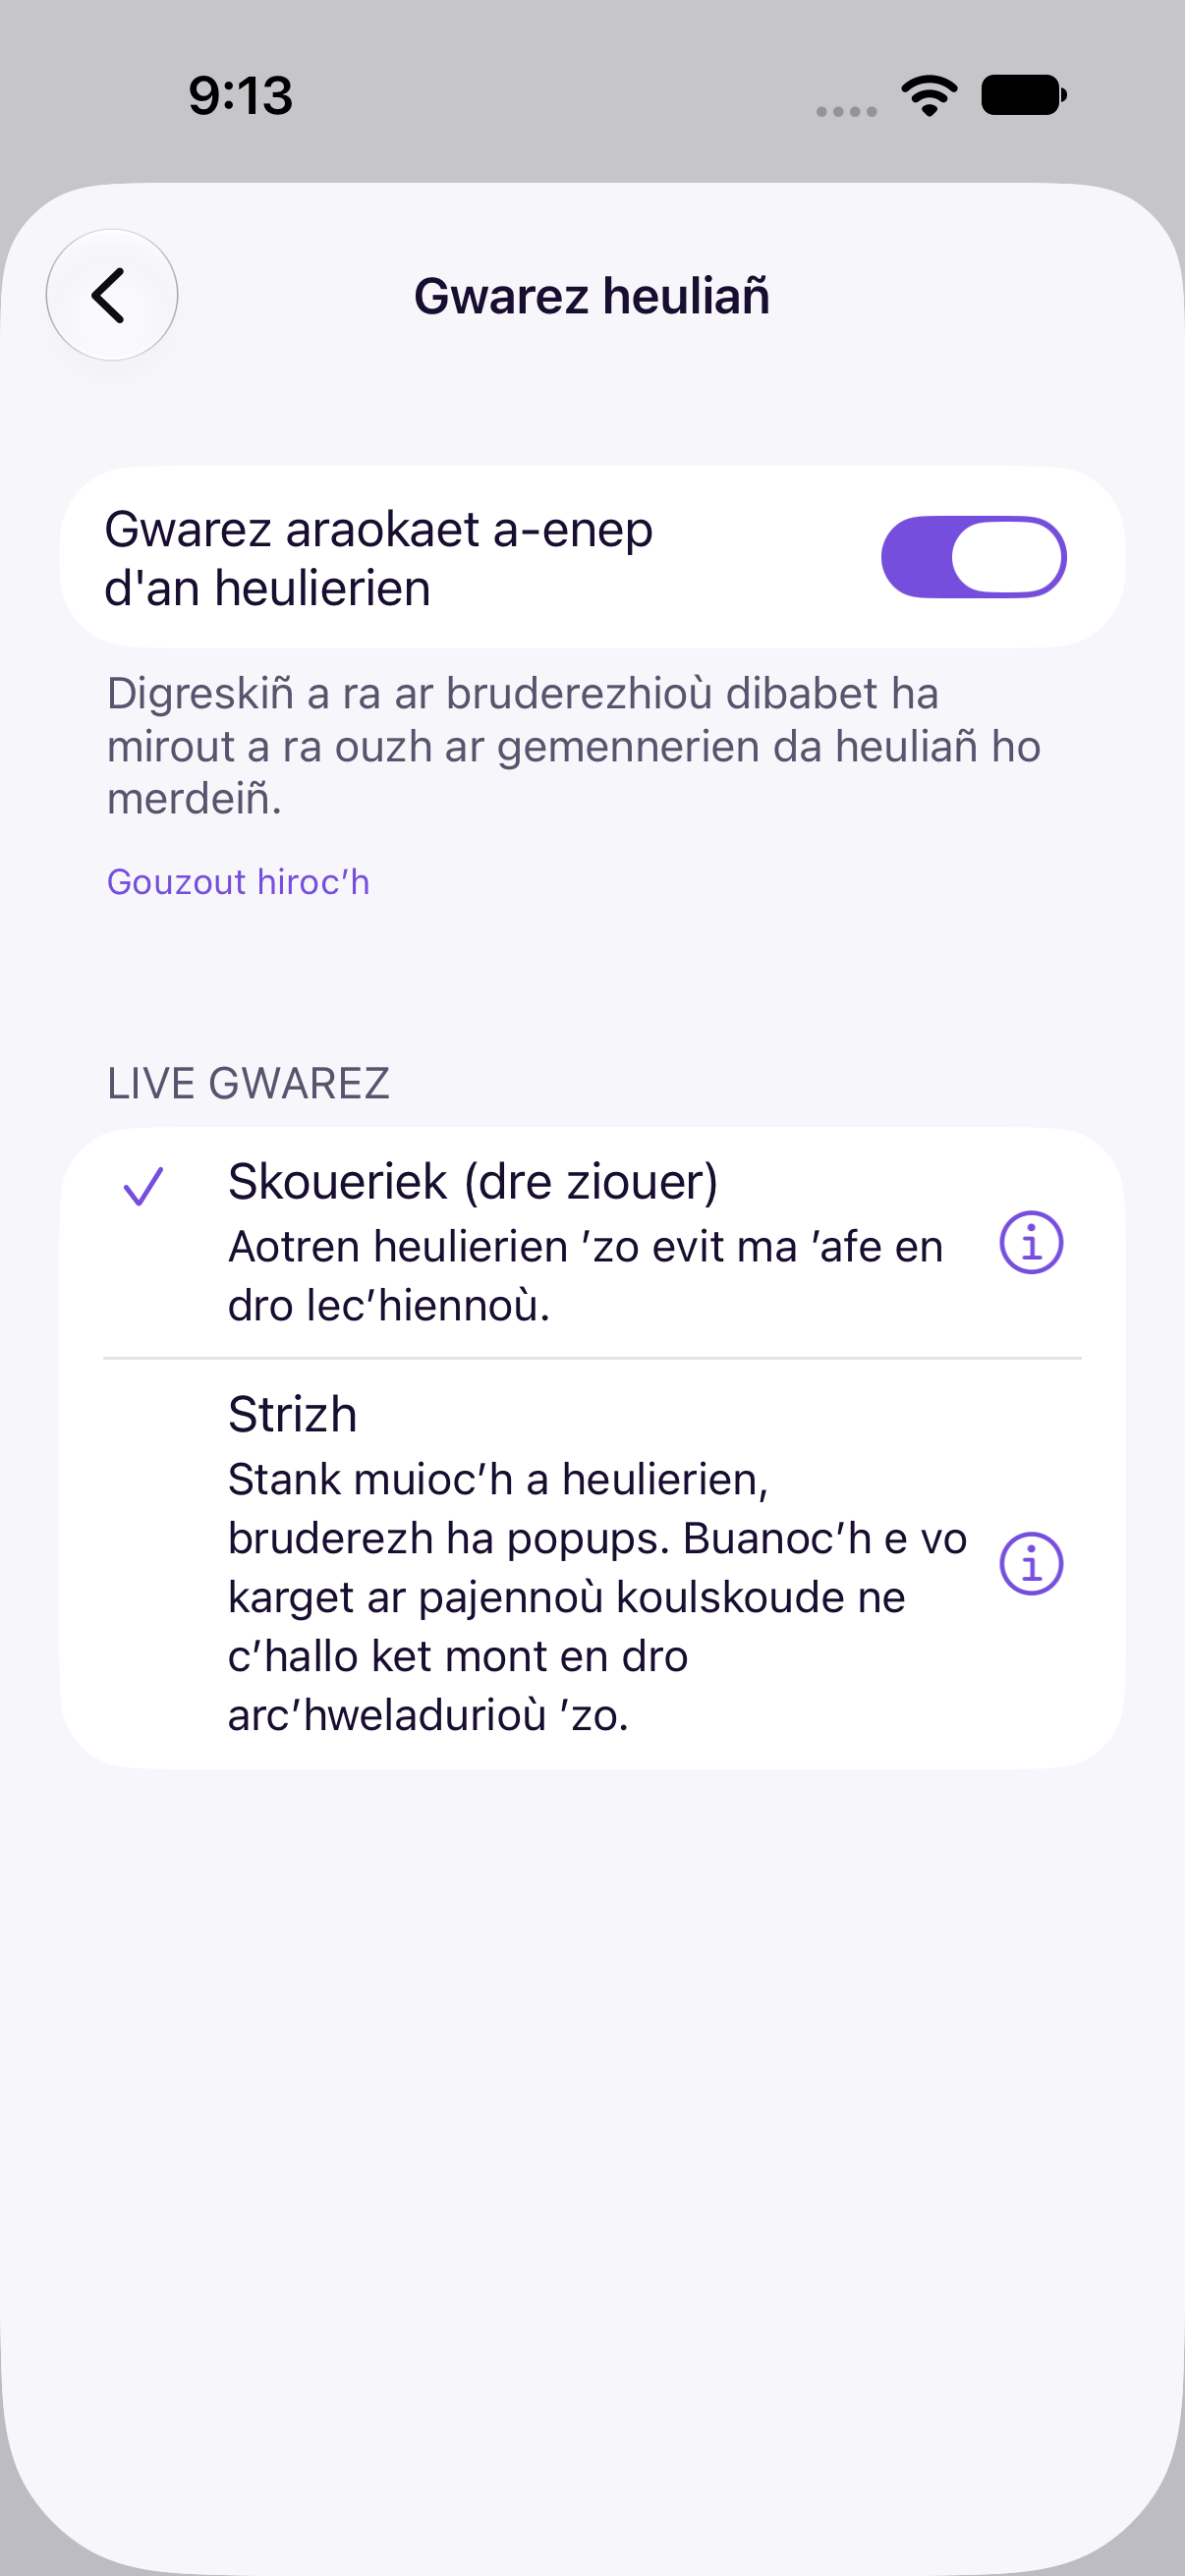 9:13
Gwarez heuliañ
Gwarez araokaet a-enep
d'an heulierien
Digreskiñ a ra ar bruderezhioù dibabet ha
mirout a ra ouzh ar gemennerien da heuliañ ho
merdeiñ.
Gouzout hiroc’h
LIVE GWAREZ
Skoueriek (dre ziouer)
Aotren heulierien ’zo evit ma ’afe en
dro lec’hiennoù.
Strizh
Stank muioc’h a heulierien,
bruderezh ha popups. Buanoc’h e vo
karget ar pajennoù koulskoude ne
c’hallo ket mont en dro
arc’hweladurioù ’zo.